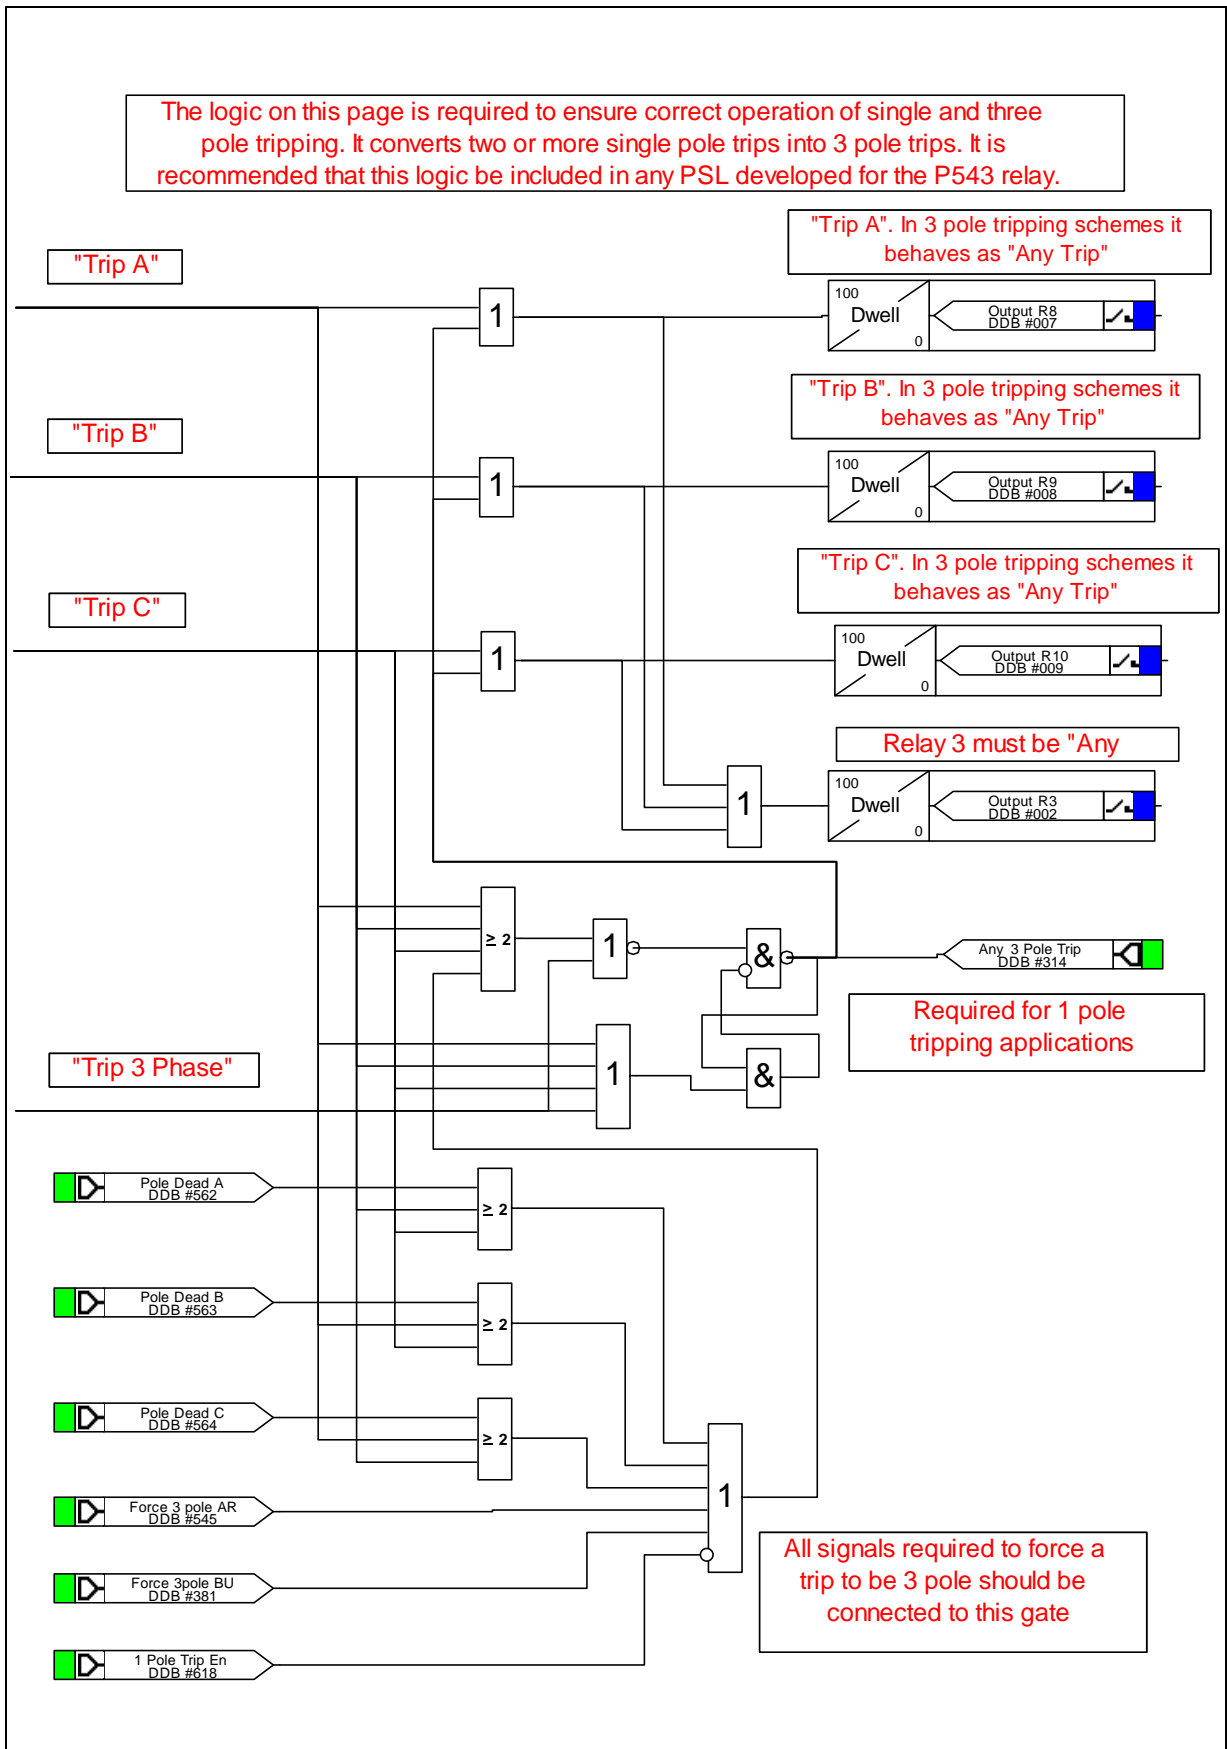 The logic on this page is required to ensure correct operation of single and three
pole tripping. It converts two or more single pole trips into 3 pole trips. It is
recommended that this logic be included in any PSL developed for the P543 relay.
"Trip A". In 3 pole tripping schemes it
behaves as "Any Trip"
"Trip A"
1
100
Dwell
0
Output R8
DDB #007
"Trip B". In 3 pole tripping schemes it
behaves as "Any Trip"
"Trip B"
1
100
Dwell
0
Output R9
DDB #008
"Trip C". In 3 pole tripping schemes it
behaves as "Any Trip"
"Trip C"
1
100
Dwell
0
Output R10
DDB #009
Relay 3 must be "Any
1
100
Dwell
0
Output R3
DDB #002
≥ 2
1
&
Any 3 Pole Trip
DDB #314
Required for 1 pole
tripping applications
"Trip 3 Phase"
1
&
Pole Dead A
DDB #562
≥ 2
Pole Dead B
DDB #563
≥ 2
Pole Dead C
DDB #564
≥ 2
1
Force 3 pole AR
DDB #545
All signals required to force a
trip to be 3 pole should be
connected to this gate
Force 3pole BU
DDB #381
1 Pole Trip En
DDB #618